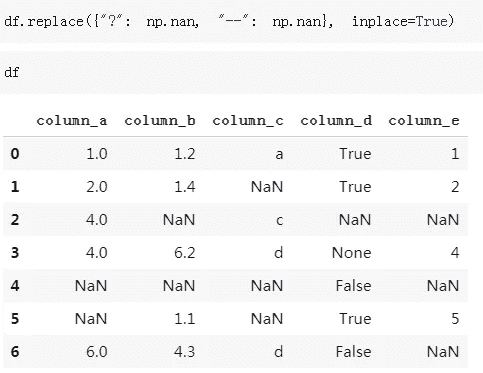 df.replace({"?": np.nan, "--": np.nan}, inplace=True)
df
column_a column_b column_c column_d column_e
0 1.0 1.2 a True 1
1 2.0 1.4 NaN True 2
2 4.0 NaN c NaN NaN
3 4.0 6.2 d None 4
4 NaN NaN NaN False NaN
5 NaN 1.1 NaN True 5
6 6.0 4.3 d False NaN